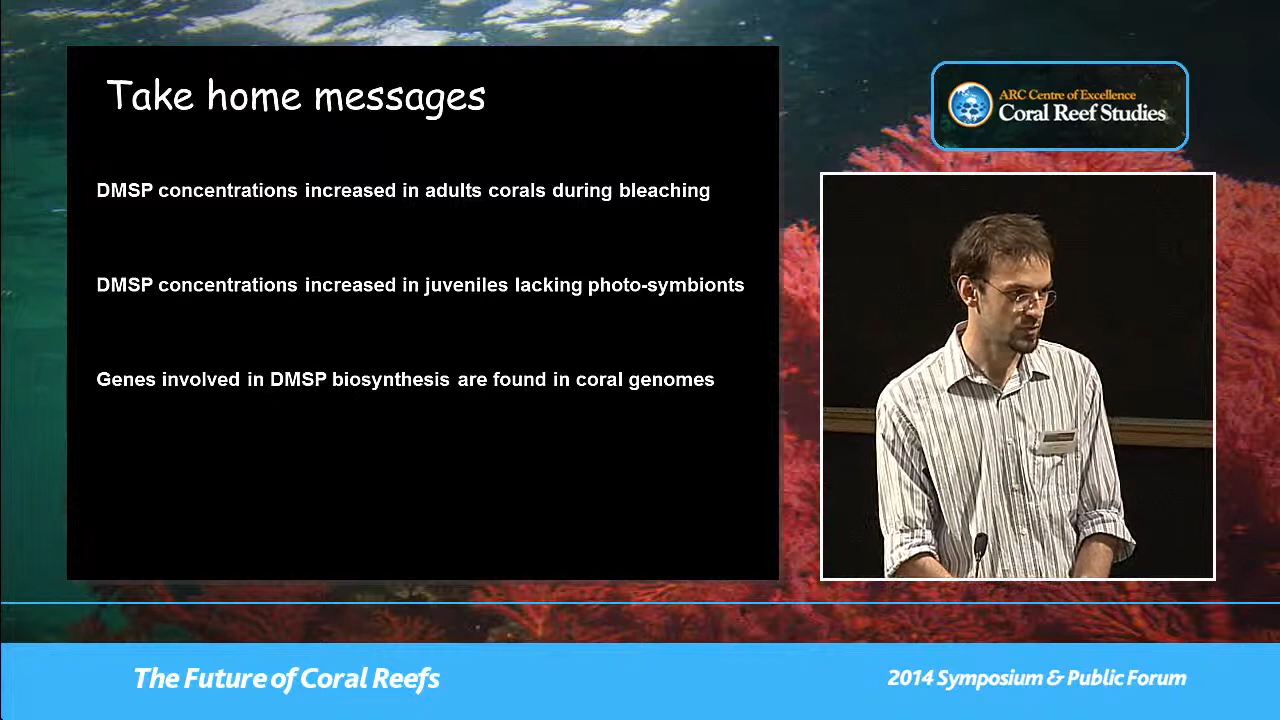 Take home messages
DMSP concentrations increased in adults corals during bleaching
DMSP concentrations increased in juveniles lacking photo-symbionts
Genes involved in DMSP biosynthesis are found in coral genomes
ARC Centre of Excellence
Coral Reef Studies
The Future of Coral Reefs
2014 Symposium & Public Forum